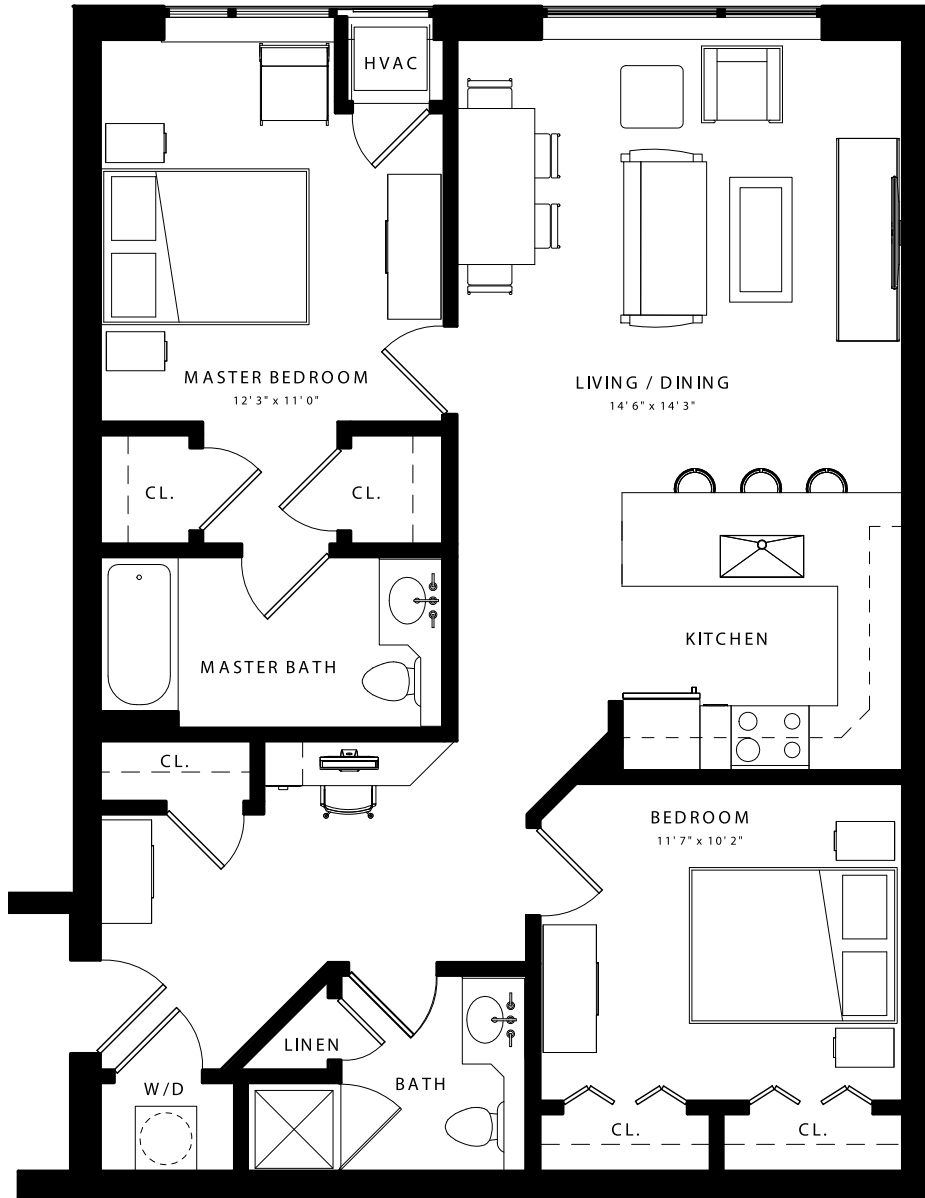 HVAC
MASTER BEDROOM
12'3" x 11'0"
LIVING / DINING
14'6" x 14'3"
CL.
CL.
KITCHEN
MASTER BATH
CL.
BEDROOM
11'7" x 10'2"
LINEN
BATH
W/D
CL.
CL.